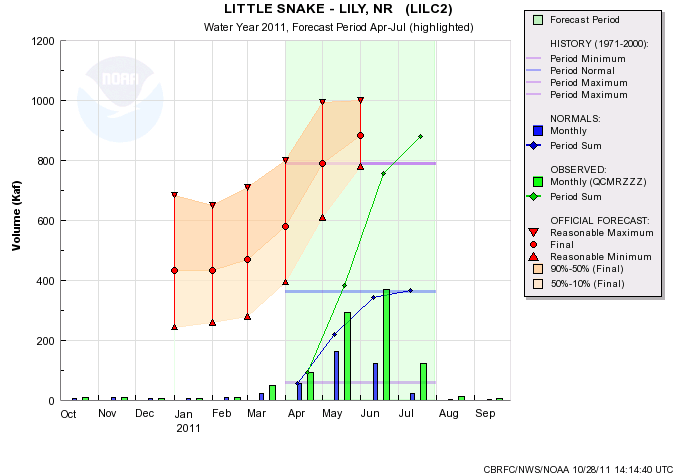 LITTLE SNAKE - LILY, NR (LILC2)
Water Year 2011, Forecast Period Apr-Jul (highlighted)
1200
1000
800
600
400
200
0
Volume (Kaf)
NOAA
Oct Nov Dec Jan Feb Mar Apr May Jun Jul Aug Sep
2011
Forecast Period
HISTORY (1971-2000):
Period Minimum
Period Normal
Period Maximum
Period Maximum
NORMALS:
Monthly
Period Sum
OBSERVED:
Monthly (QCMRZZZ)
Period Sum
OFFICIAL FORECAST:
Reasonable Maximum
Final
Reasonable Minimum
90%-50% (Final)
50%-10% (Final)
CBRFC/NWS/NOAA 10/28/11 14:14:40 UTC